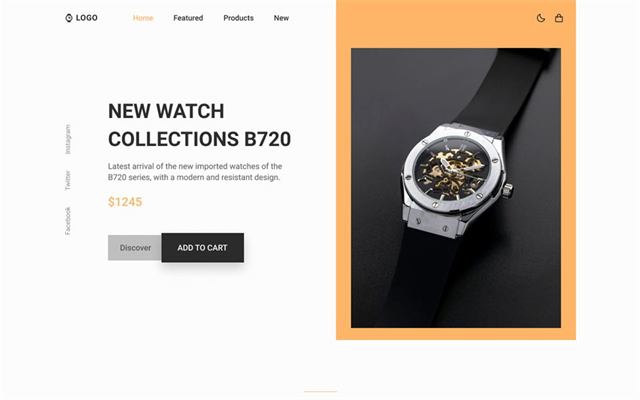 LOGO
Home Featured Products New
NEW WATCH
COLLECTIONS B720
Latest arrival of the new imported watches of the
B720 series, with a modern and resistant design.
$1245
Discover ADD TO CART
Instagram
Twitter
Facebook